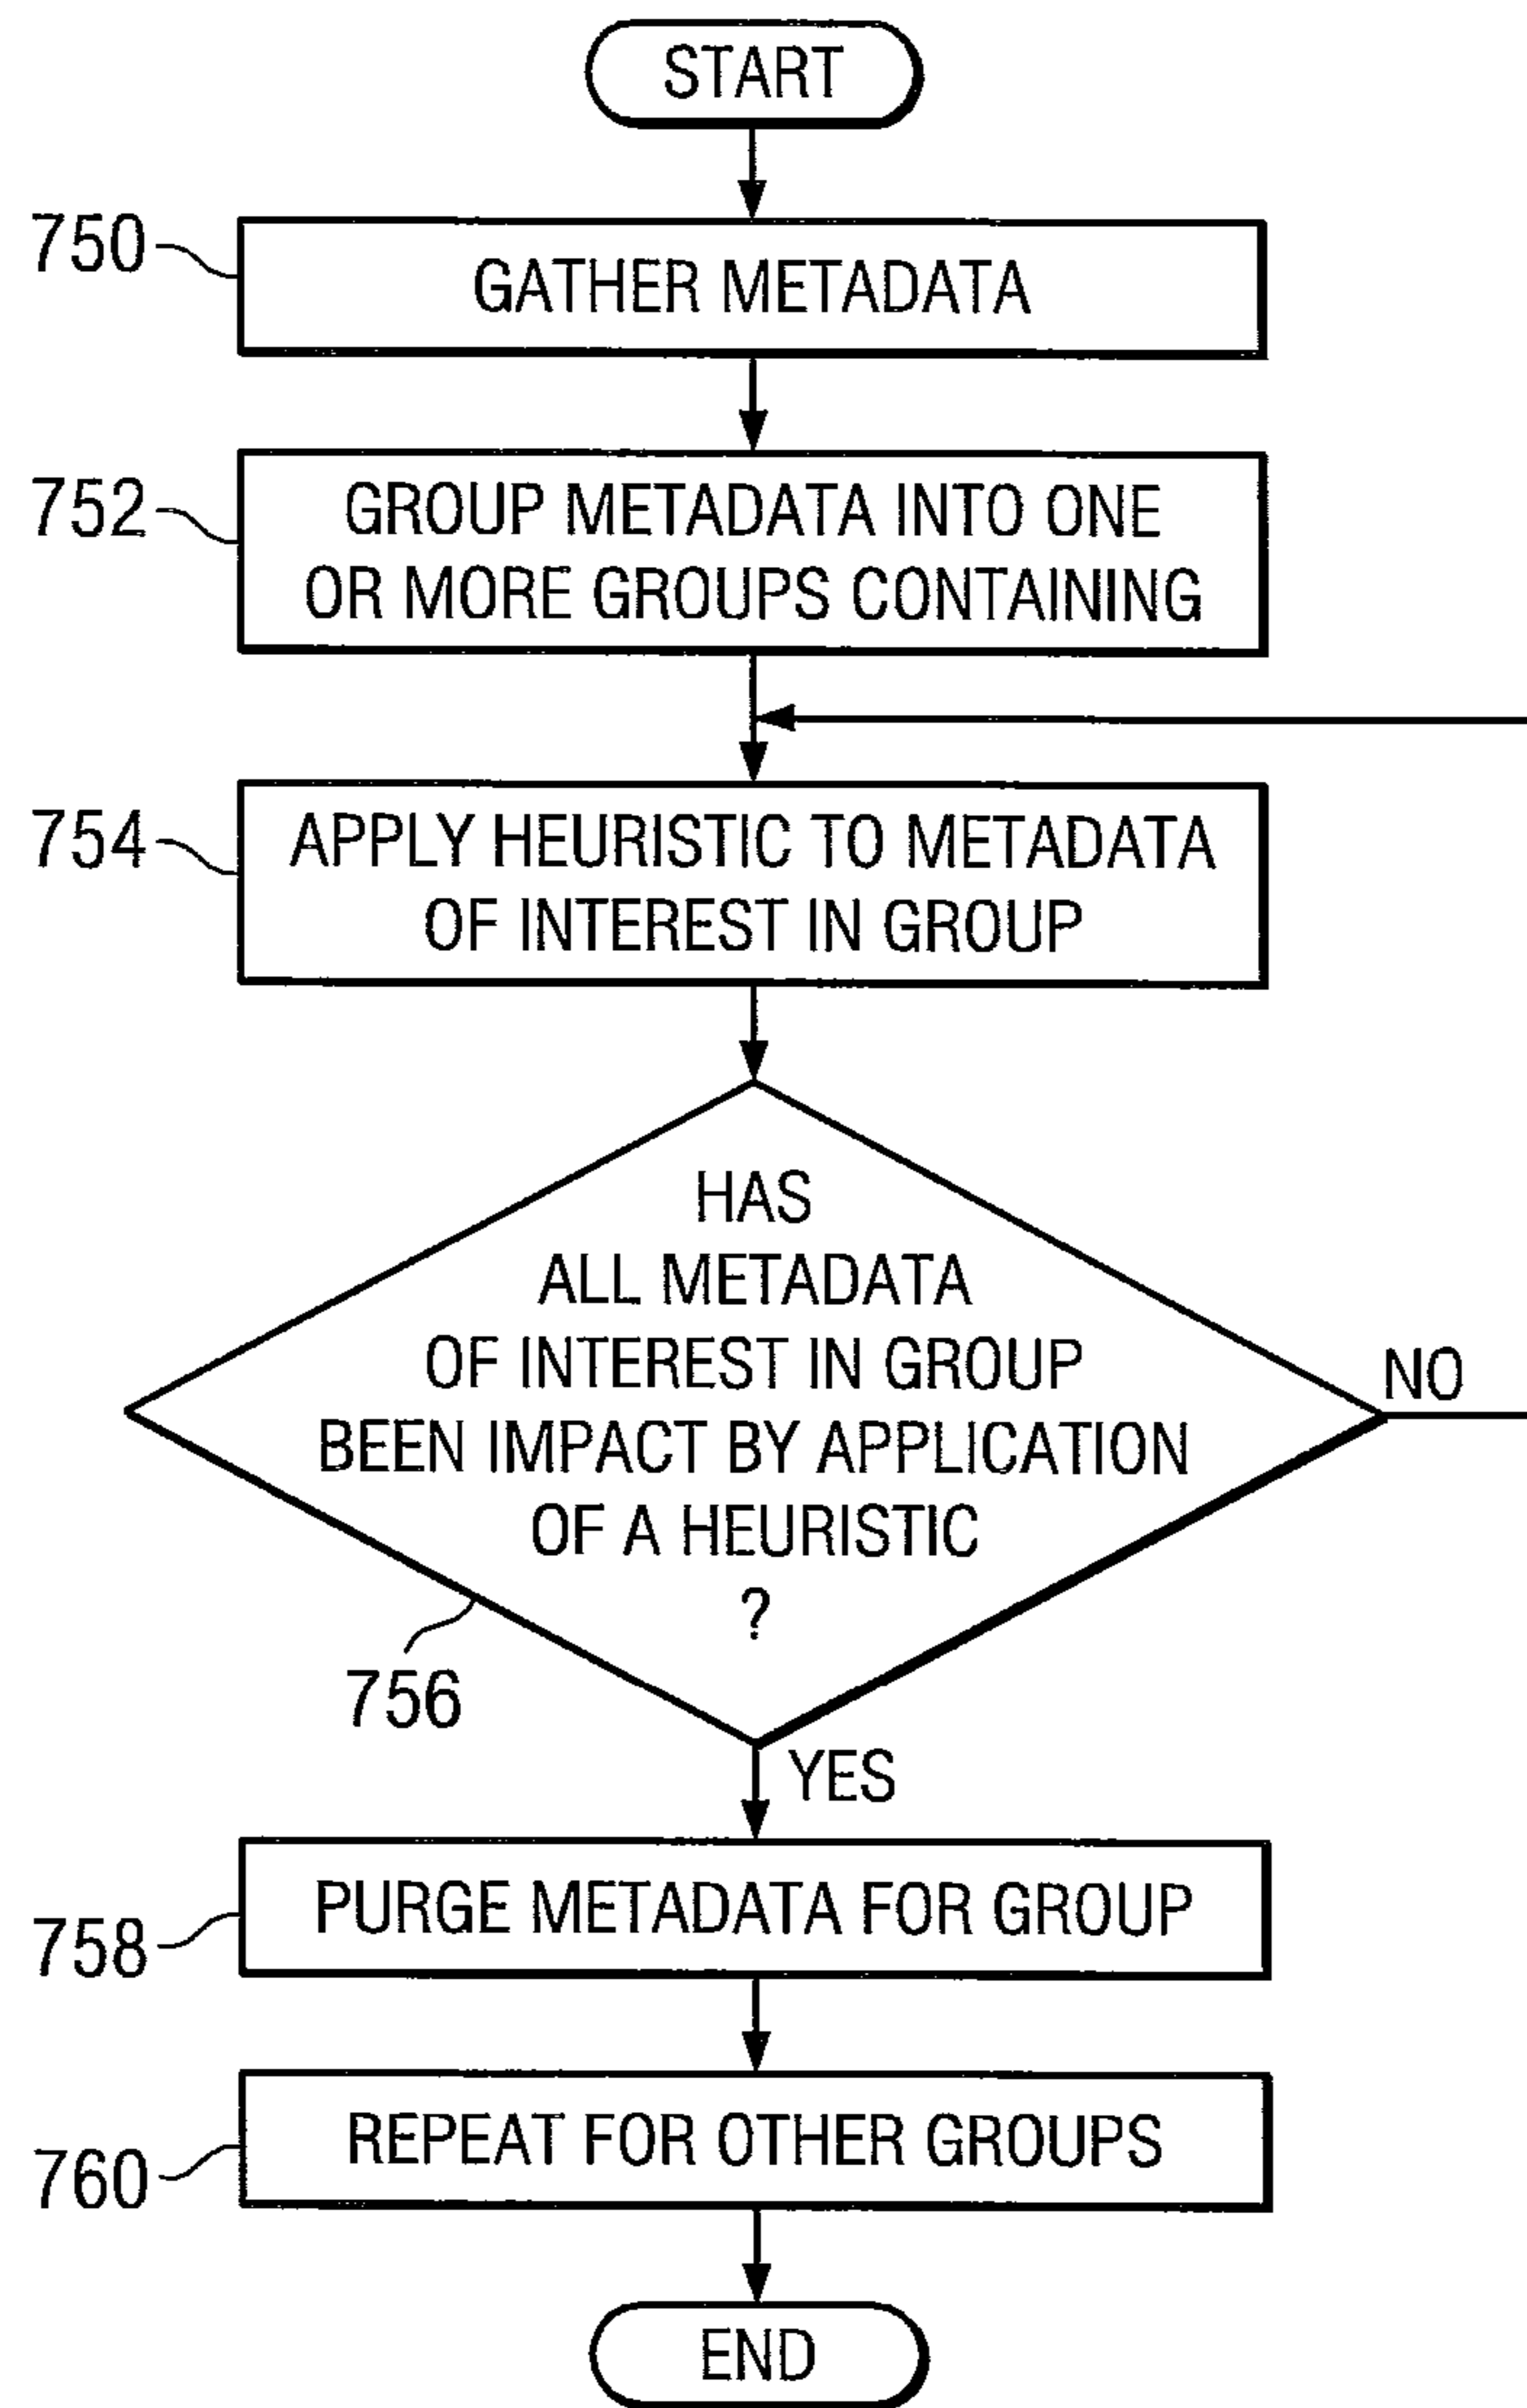 START
750
GATHER METADATA
752
GROUP METADATA INTO ONE
OR MORE GROUPS CONTAINING
754
APPLY HEURISTIC TO METADATA
OF INTEREST IN GROUP
HAS
ALL METADATA
OF INTEREST IN GROUP
BEEN IMPACT BY APPLICATION
OF A HEURISTIC
?
NO
756
YES
758
PURGE METADATA FOR GROUP
760
REPEAT FOR OTHER GROUPS
END